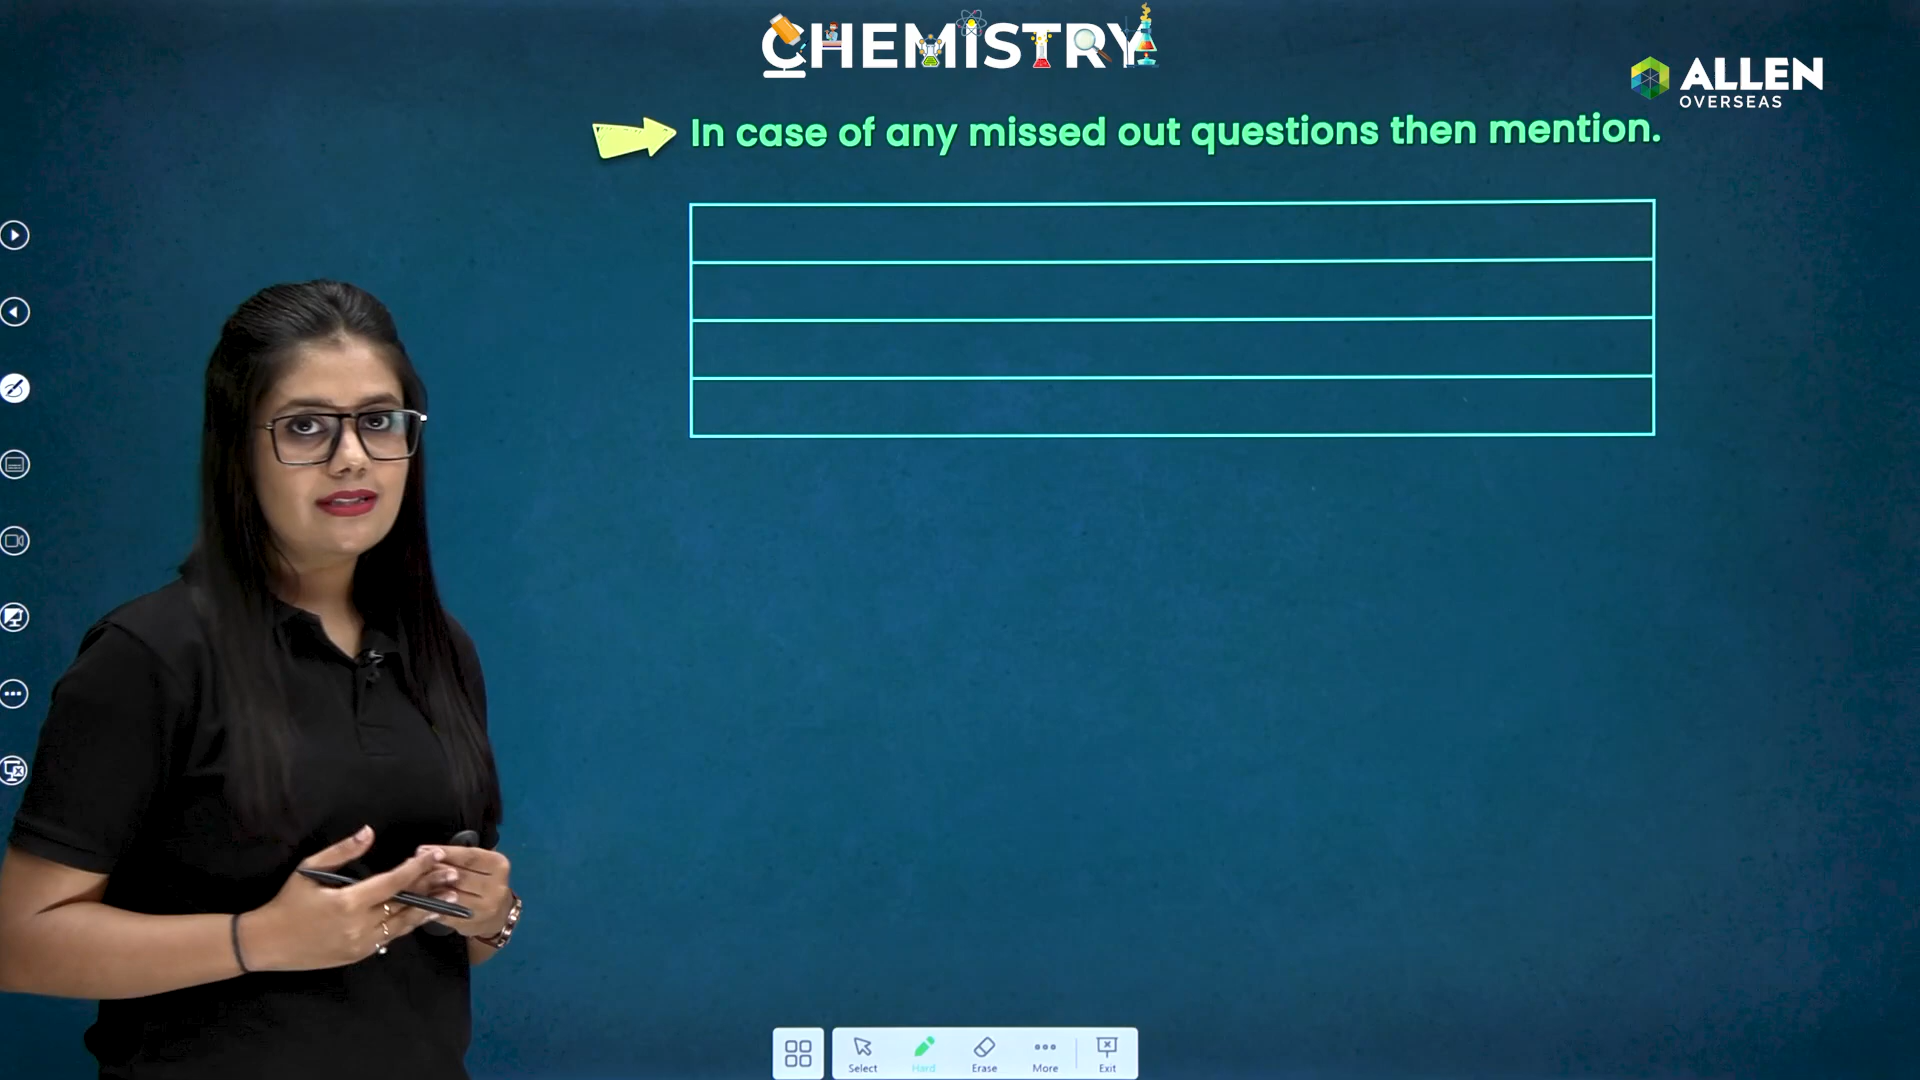 CHEMISTRY
ALLEN
OVERSEAS
In case of any missed out questions then mention.
Select
Hard
Erase
More
Exit